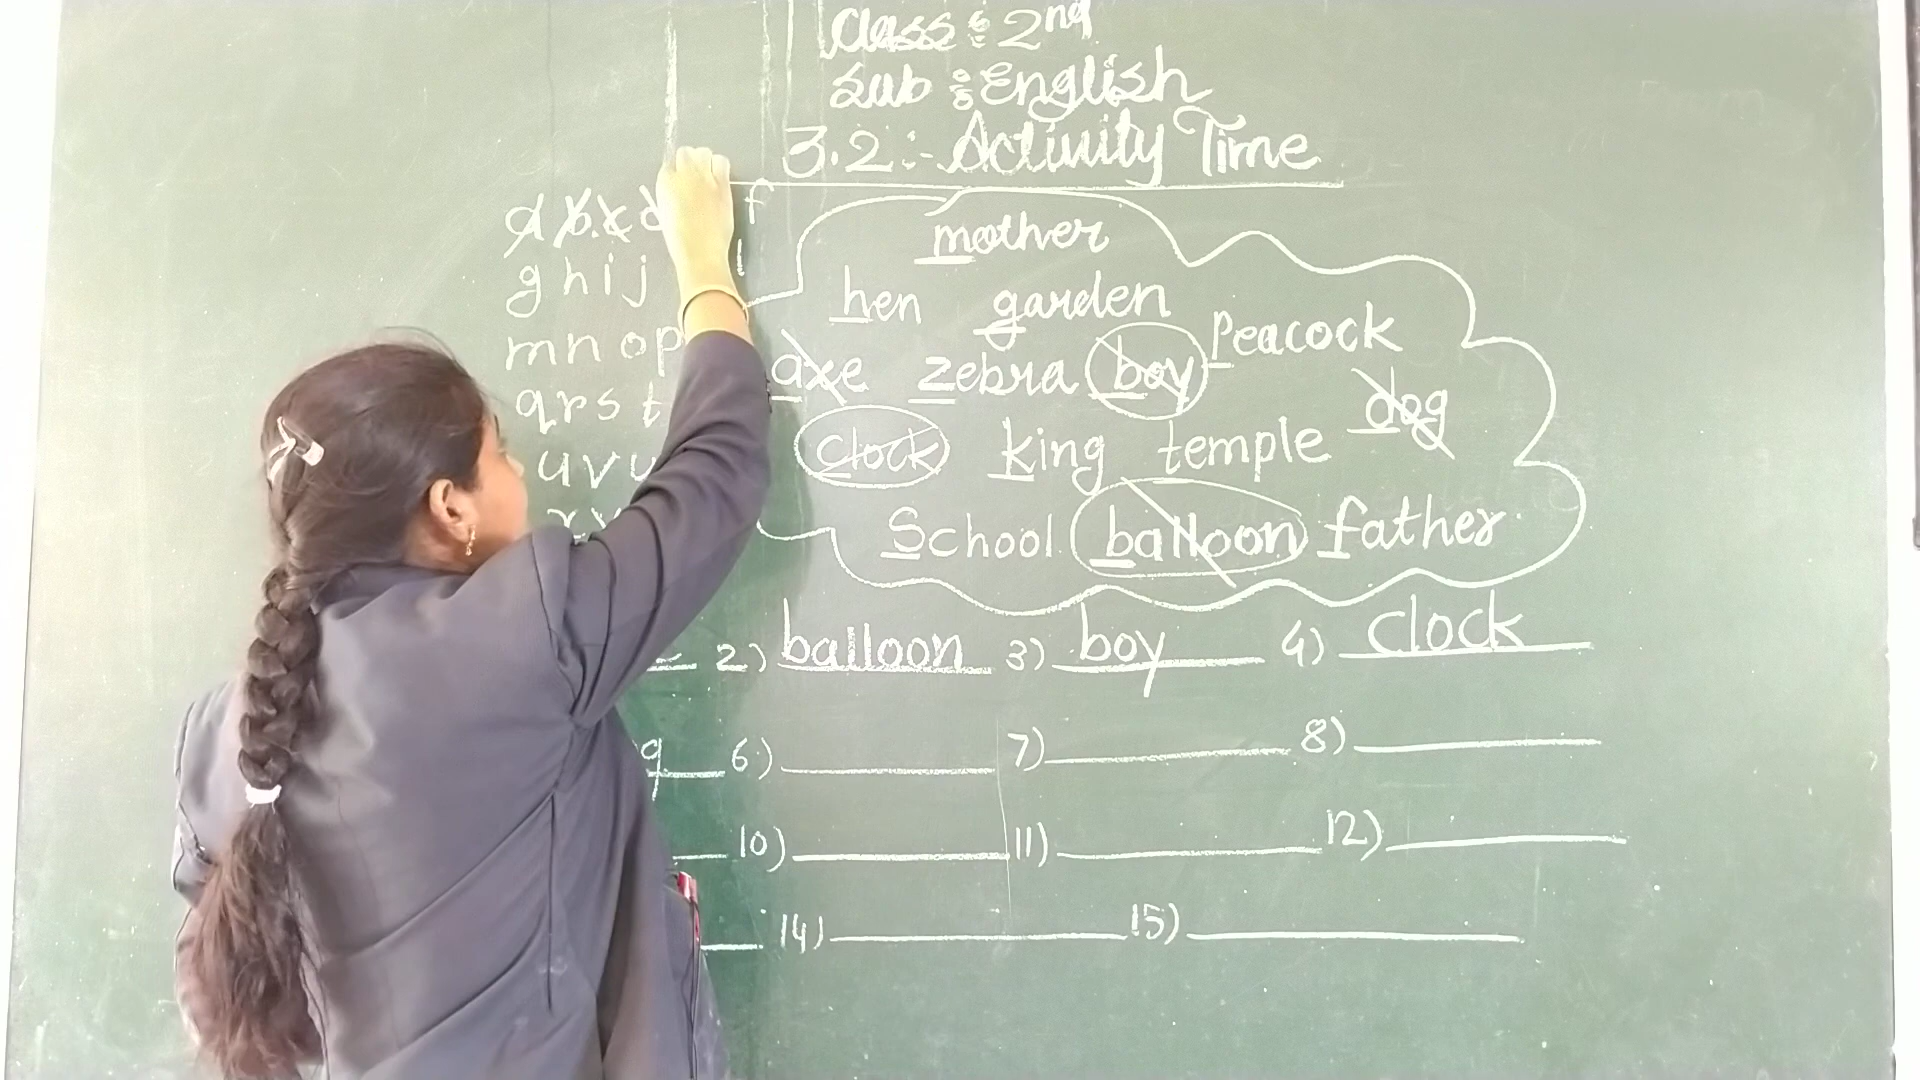 Class : 2nd
Sub : English
3.2 :- Activity Time
a b c d f
g h i j l
m n o p
q r s t
u v
mother
hen garden
axe zebra boy Peacock
dog
clock king temple
School balloon father
2) balloon 3) boy 4) clock
g 6) 7) 8)
10) 11) 12)
14) 15)